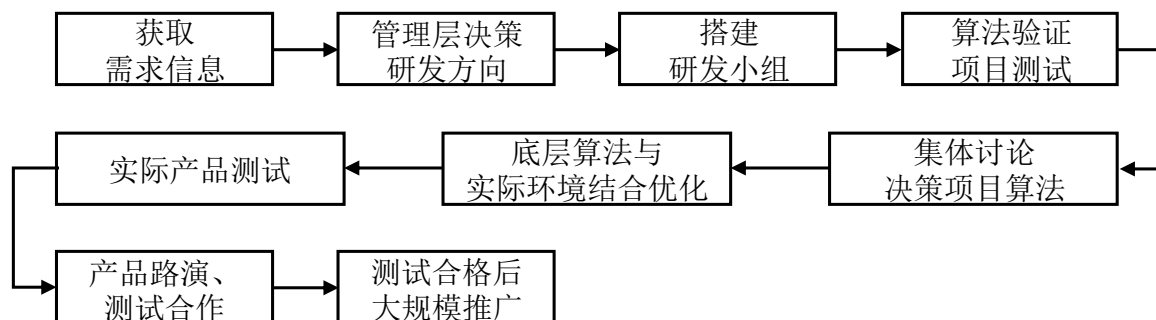 获取
需求信息
管理层决策
研发方向
搭建
研发小组
算法验证
项目测试
集体讨论
决策项目算法
底层算法与
实际环境结合优化
实际产品测试
产品路演、
测试合作
测试合格后
大规模推广